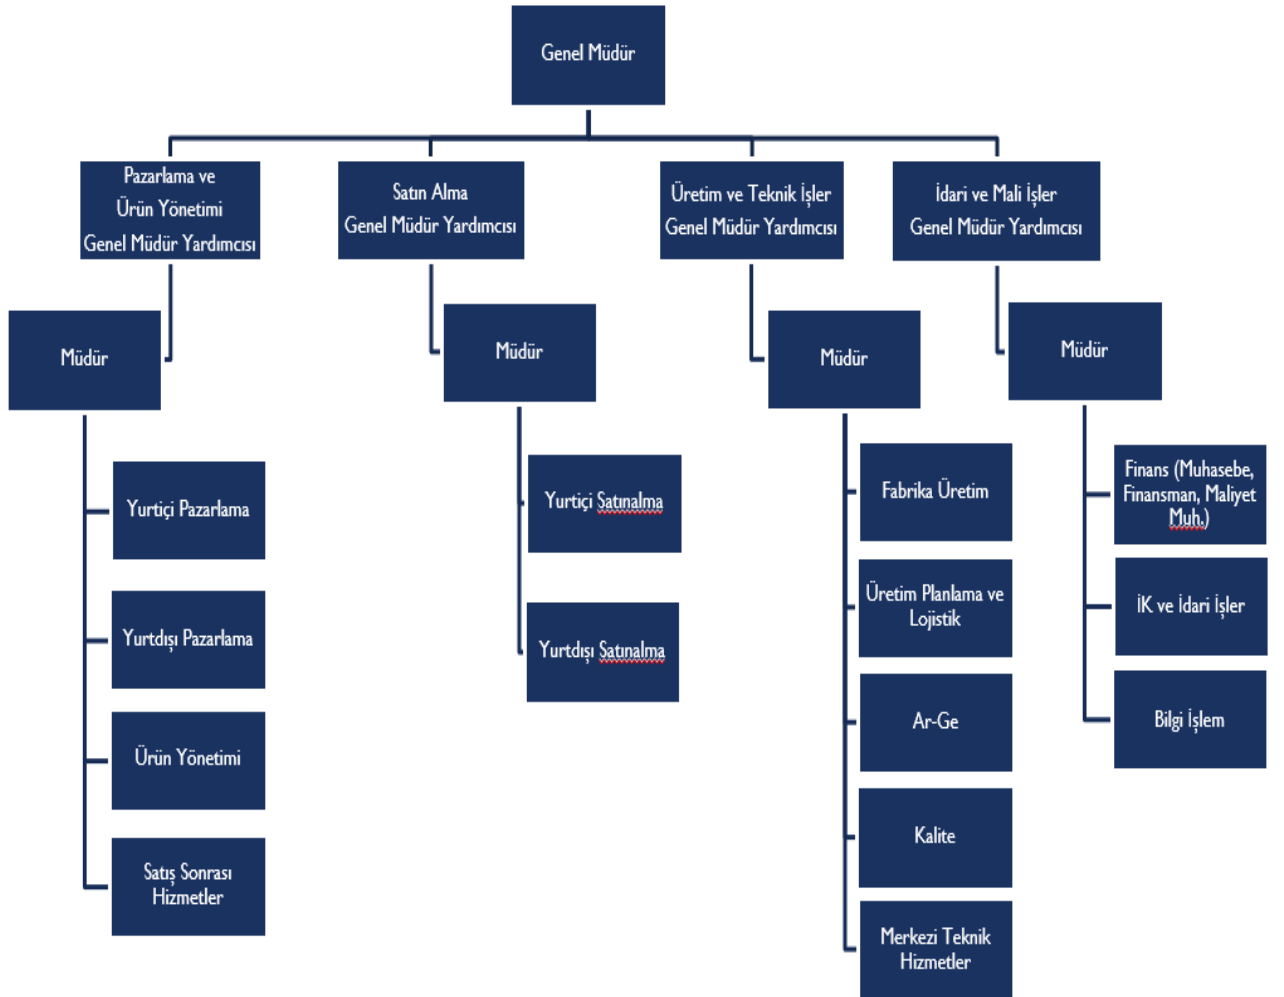 Genel Müdür
Pazarlama ve
Ürün Yönetimi
Genel Müdür Yardımcısı
Satın Alma
Genel Müdür Yardımcısı
Üretim ve Teknik İşler
Genel Müdür Yardımcısı
İdari ve Mali İşler
Genel Müdür Yardımcısı
Müdür
Yurtiçi Pazarlama
Yurtdışı Pazarlama
Ürün Yönetimi
Satış Sonrası
Hizmetler
Müdür
Yurtiçi Satınalma
Yurtdışı Satınalma
Müdür
Fabrika Üretim
Üretim Planlama ve
Lojistik
Ar-Ge
Kalite
Merkezi Teknik
Hizmetler
Müdür
Finans (Muhasebe,
Finansman, Maliyet
Muh.)
İK ve İdari İşler
Bilgi İşlem